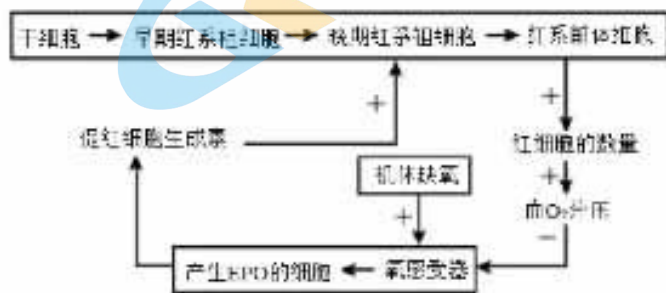 干细胞 → 早期红系祖细胞 → 晚期红系祖细胞 → 红系前体细胞
+ +
促红细胞生成素 红细胞的数量
机体缺氧 +
+ 血O₂分压
−
产生EPO的细胞 ← 氧感受器